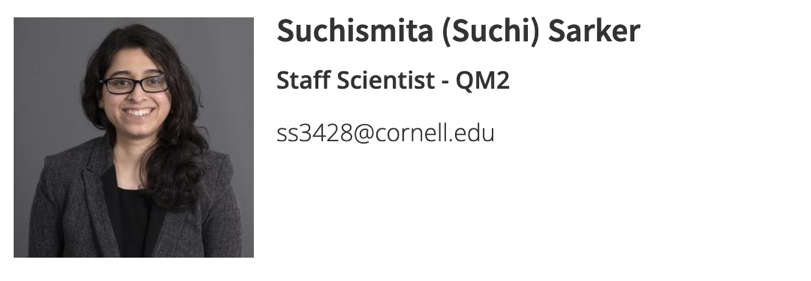 Suchismita (Suchi) Sarker
Staff Scientist - QM2
ss3428@cornell.edu